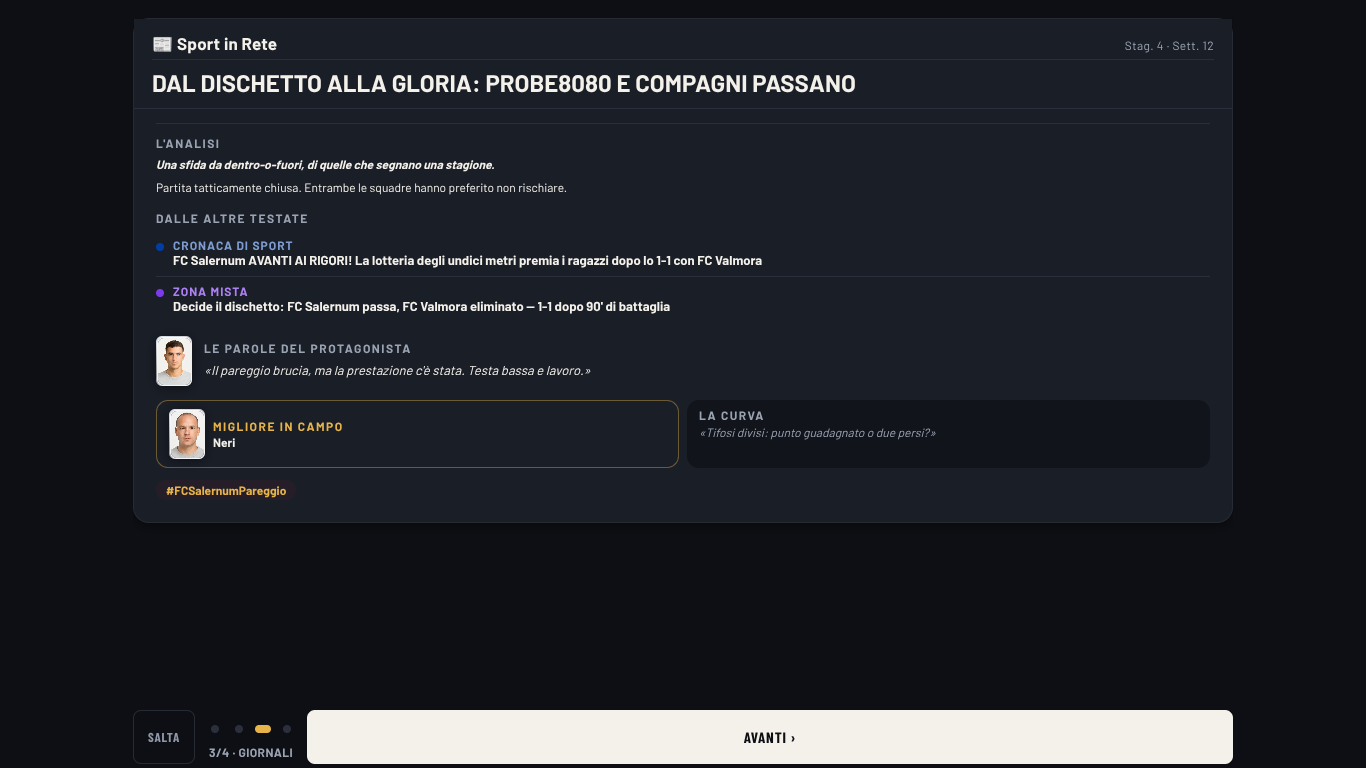 📰 Sport in Rete
Stag. 4 · Sett. 12
DAL DISCHETTO ALLA GLORIA: PROBE8080 E COMPAGNI PASSANO
L'ANALISI
Una sfida da dentro-o-fuori, di quelle che segnano una stagione.
Partita tatticamente chiusa. Entrambe le squadre hanno preferito non rischiare.
DALLE ALTRE TESTATE
CRONACA DI SPORT
FC Salernum AVANTI AI RIGORI! La lotteria degli undici metri premia i ragazzi dopo lo 1-1 con FC Valmora
ZONA MISTA
Decide il dischetto: FC Salernum passa, FC Valmora eliminato — 1-1 dopo 90' di battaglia
LE PAROLE DEL PROTAGONISTA
«Il pareggio brucia, ma la prestazione c'è stata. Testa bassa e lavoro.»
MIGLIORE IN CAMPO
Neri
LA CURVA
«Tifosi divisi: punto guadagnato o due persi?»
#FCSalernumPareggio
SALTA
3/4 · GIORNALI
AVANTI ›